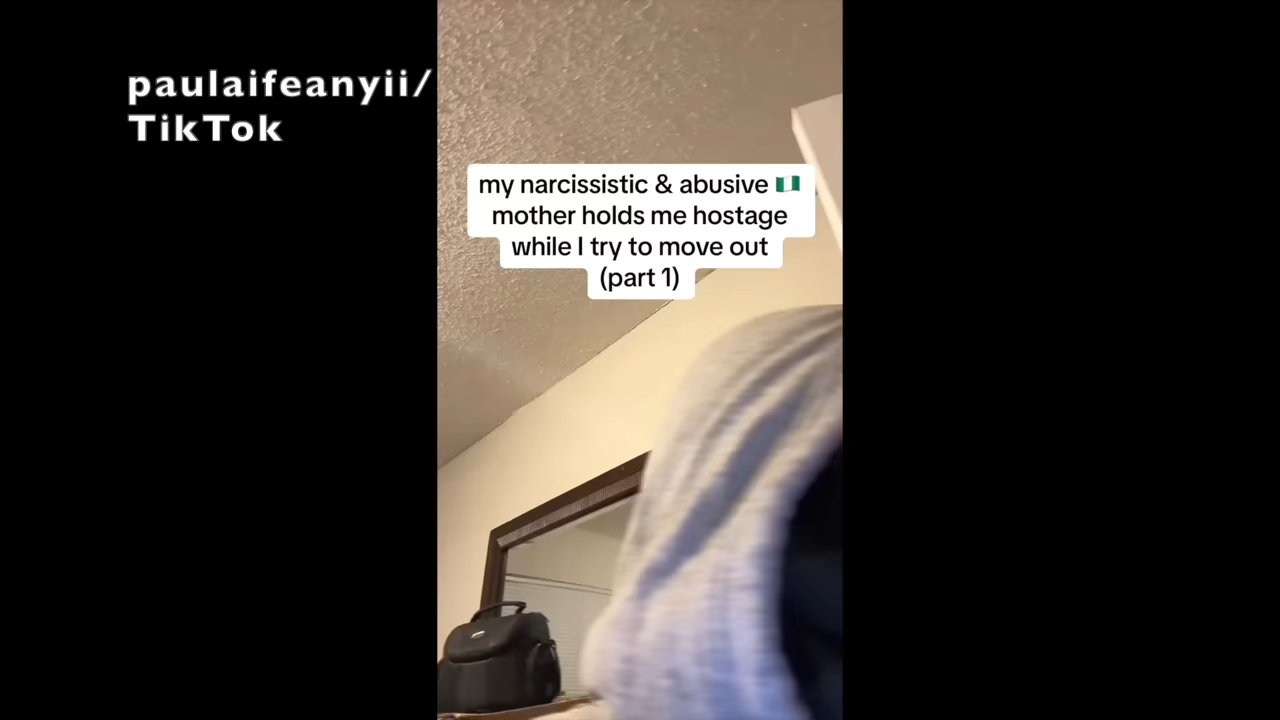 paulaifeanyii/
TikTok
my narcissistic & abusive 🇳🇬
mother holds me hostage
while I try to move out
(part 1)